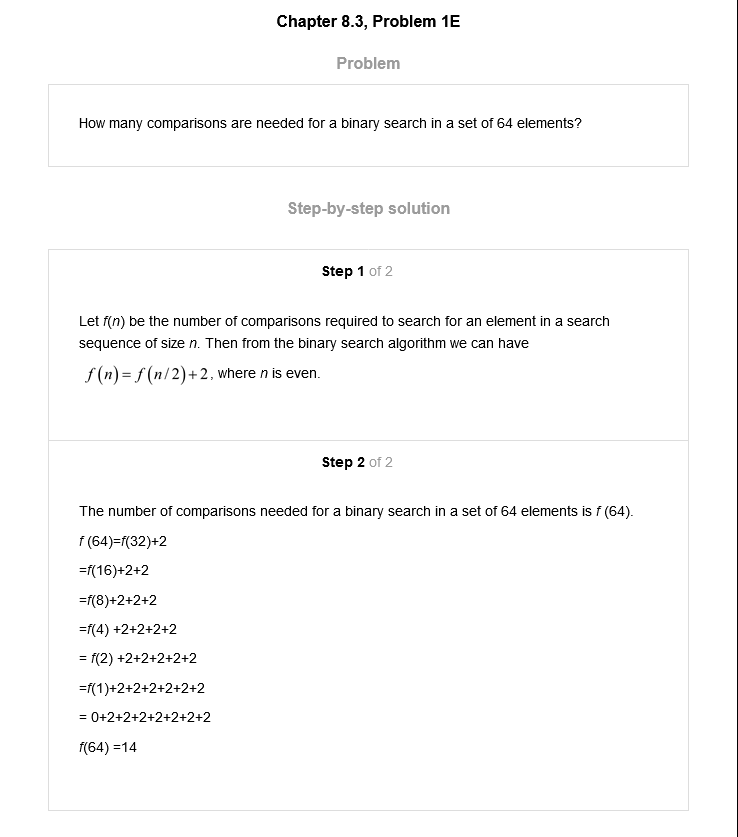 Chapter 8.3, Problem 1E
Problem
How many comparisons are needed for a binary search in a set of 64 elements?
Step-by-step solution
Step 1 of 2
Let f(n) be the number of comparisons required to search for an element in a search
sequence of size n. Then from the binary search algorithm we can have
f(n)=f(n/2)+2, where n is even.
Step 2 of 2
The number of comparisons needed for a binary search in a set of 64 elements is f (64).
f (64)=f(32)+2
=f(16)+2+2
=f(8)+2+2+2
=f(4) +2+2+2+2
= f(2) +2+2+2+2+2
=f(1)+2+2+2+2+2+2
= 0+2+2+2+2+2+2+2
f(64) =14